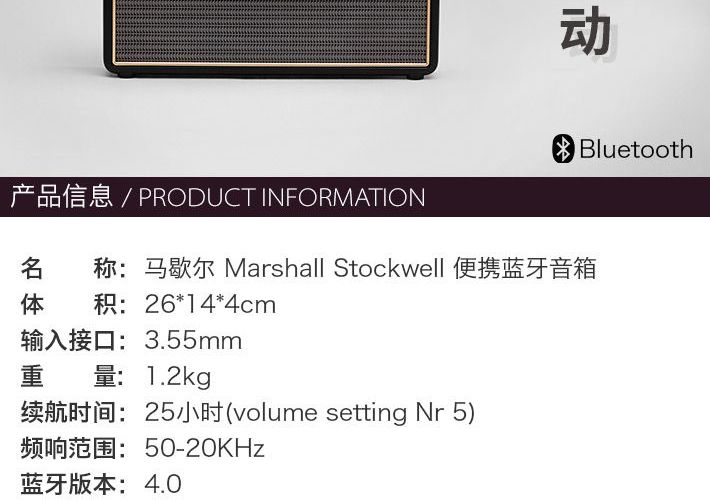 动
Bluetooth
产品信息 / PRODUCT INFORMATION
名 称：马歇尔 Marshall Stockwell 便携蓝牙音箱
体 积：26*14*4cm
输入接口：3.55mm
重 量：1.2kg
续航时间：25小时(volume setting Nr 5)
频响范围：50-20KHz
蓝牙版本：4.0